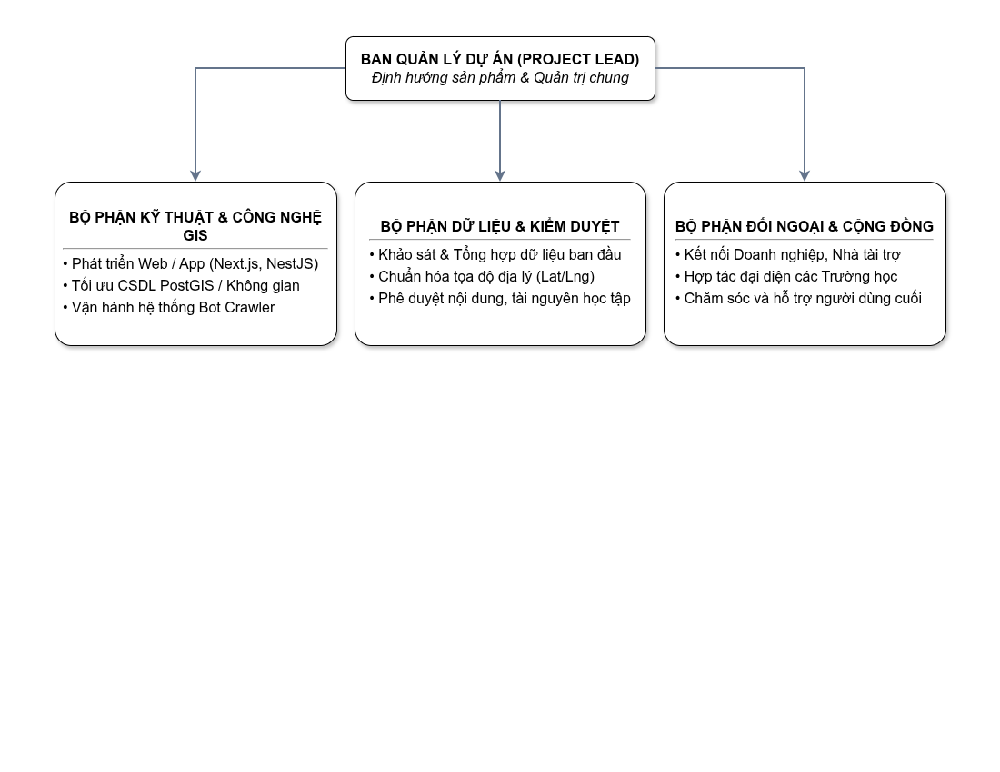 BAN QUẢN LÝ DỰ ÁN (PROJECT LEAD)
Định hướng sản phẩm & Quản trị chung
BỘ PHẬN KỸ THUẬT & CÔNG NGHỆ
GIS
• Phát triển Web / App (Next.js, NestJS)
• Tối ưu CSDL PostGIS / Không gian
• Vận hành hệ thống Bot Crawler
BỘ PHẬN DỮ LIỆU & KIỂM DUYỆT
• Khảo sát & Tổng hợp dữ liệu ban đầu
• Chuẩn hóa tọa độ địa lý (Lat/Lng)
• Phê duyệt nội dung, tài nguyên học tập
BỘ PHẬN ĐỐI NGOẠI & CỘNG ĐỒNG
• Kết nối Doanh nghiệp, Nhà tài trợ
• Hợp tác đại diện các Trường học
• Chăm sóc và hỗ trợ người dùng cuối